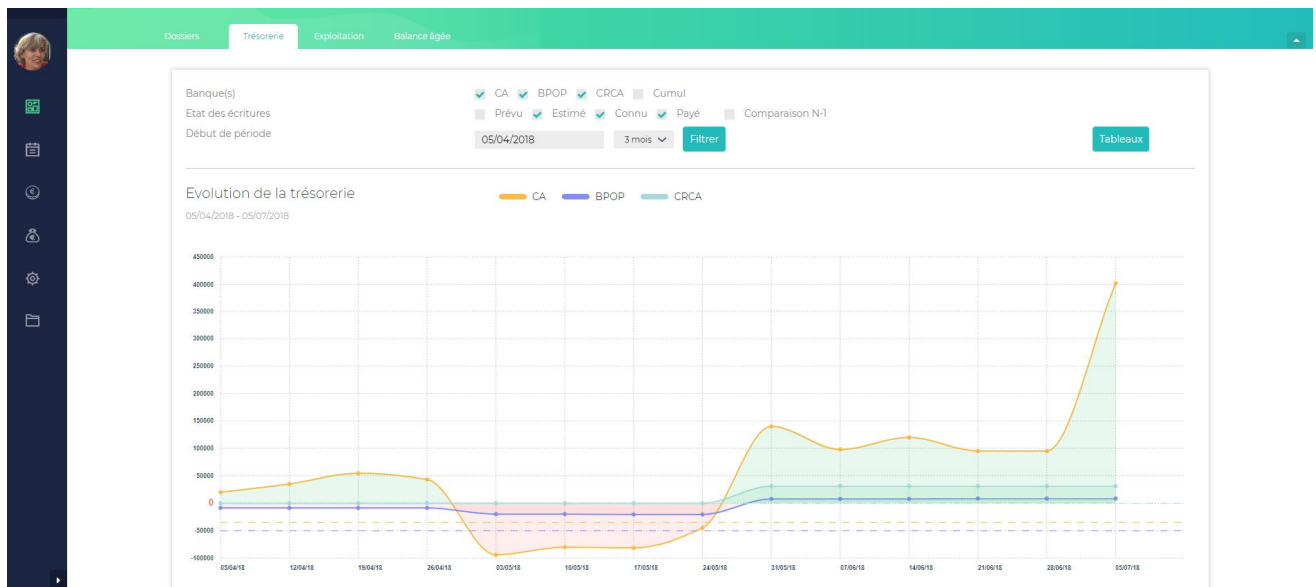 Dossiers Trésorerie Exploitation Balance âgée
Banque(s) CA BPOP CRCA Cumul
Etat des écritures Prévu Estimé Connu Payé Comparaison N-1
Début de période 05/04/2018 3 mois Filtrer Tableaux
Evolution de la trésorerie CA BPOP CRCA
05/04/2018 - 05/07/2018
450000
400000
350000
300000
250000
200000
150000
100000
50000
0
-50000
-100000
05/04/18 12/04/18 19/04/18 26/04/18 03/05/18 10/05/18 17/05/18 24/05/18 31/05/18 07/06/18 14/06/18 21/06/18 28/06/18 05/07/18